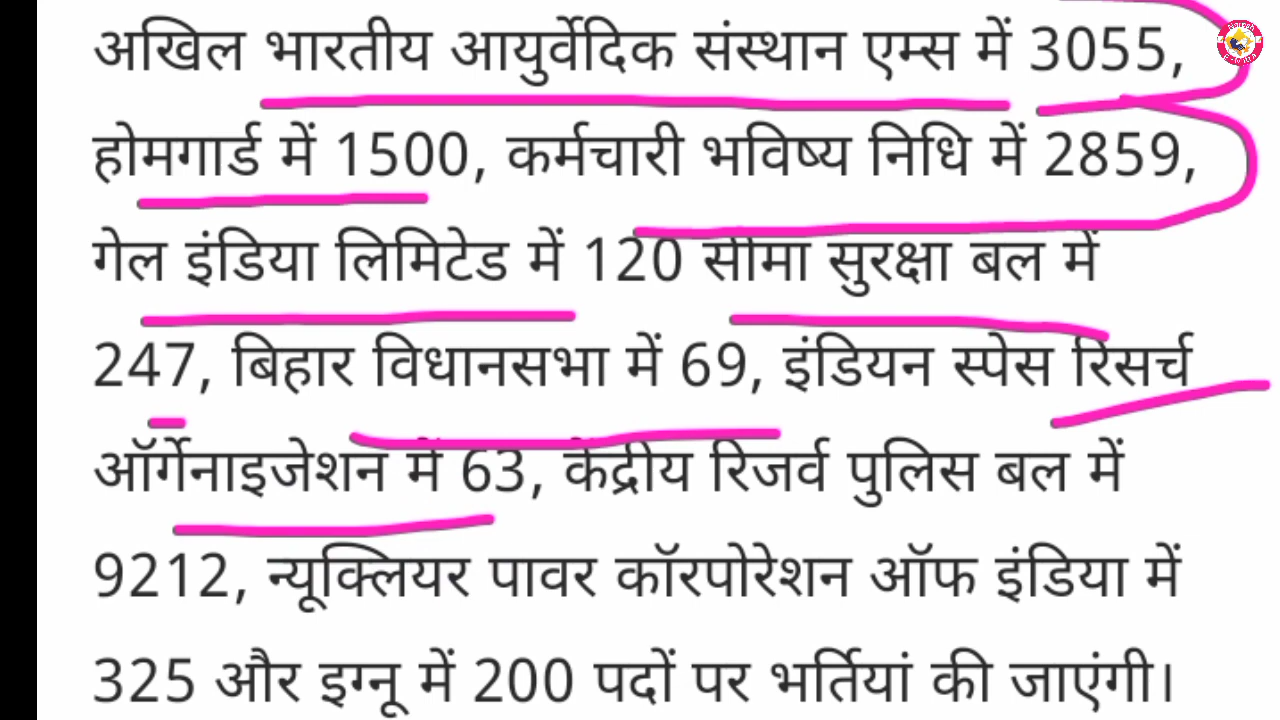 अखिल भारतीय आयुर्वेदिक संस्थान एम्स में 3055,
होमगार्ड में 1500, कर्मचारी भविष्य निधि में 2859,
गेल इंडिया लिमिटेड में 120 सीमा सुरक्षा बल में
247, बिहार विधानसभा में 69, इंडियन स्पेस रिसर्च
ऑर्गेनाइजेशन में 63, केंद्रीय रिजर्व पुलिस बल में
9212, न्यूक्लियर पावर कॉरपोरेशन ऑफ इंडिया में
325 और इग्नू में 200 पदों पर भर्तियां की जाएंगी।